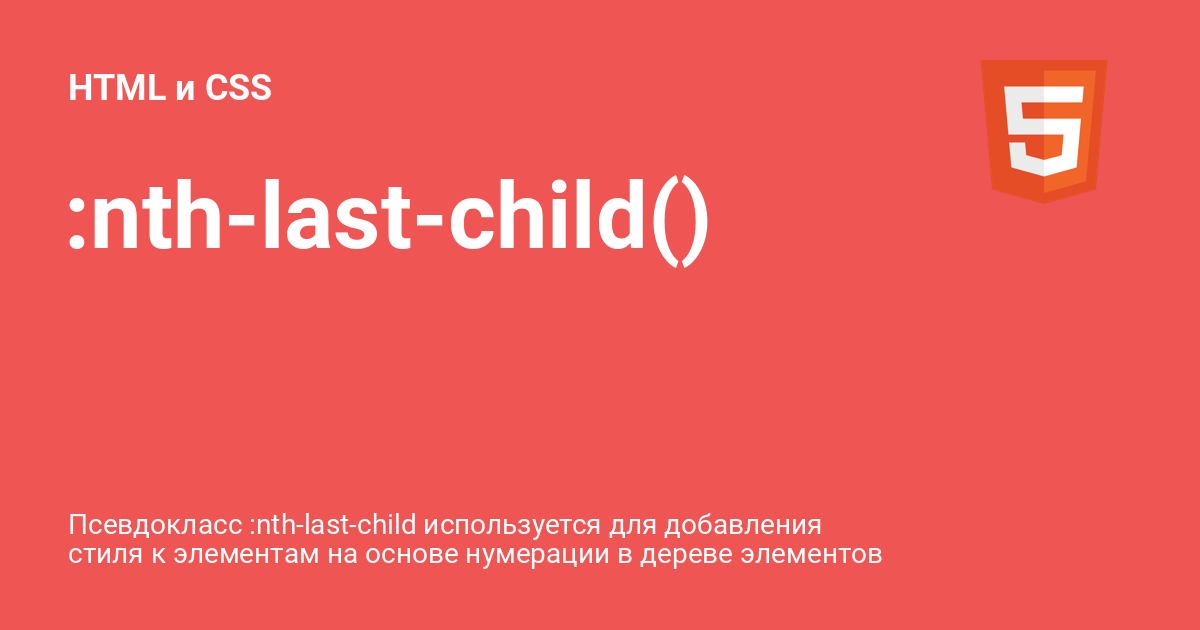 HTML и CSS
:nth-last-child()
Псевдокласс :nth-last-child используется для добавления
стиля к элементам на основе нумерации в дереве элементов